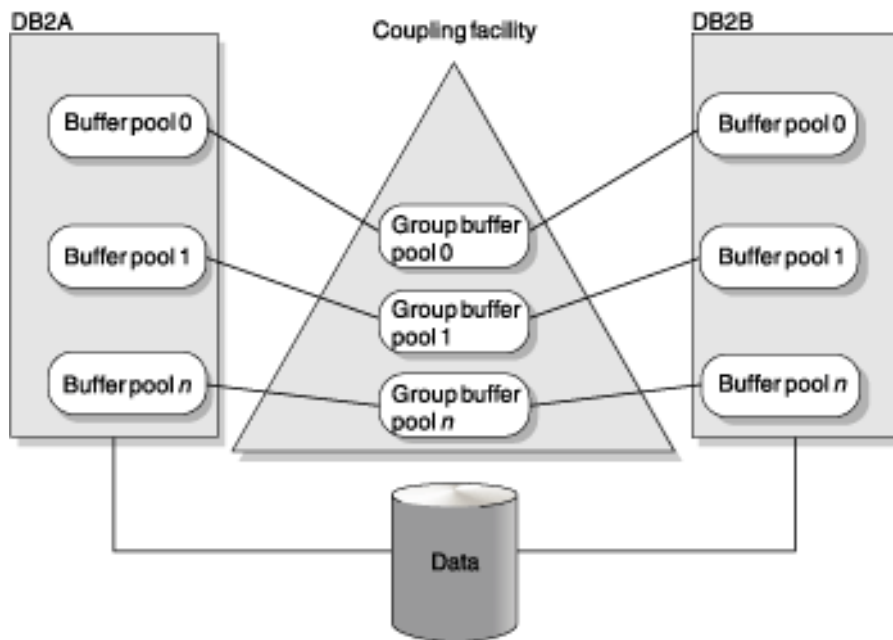 DB2A
Coupling facility
DB2B
Buffer pool 0
Buffer pool 0
Group buffer
pool 0
Buffer pool 1
Buffer pool 1
Group buffer
pool 1
Buffer pool n
Buffer pool n
Group buffer
pool n
Data